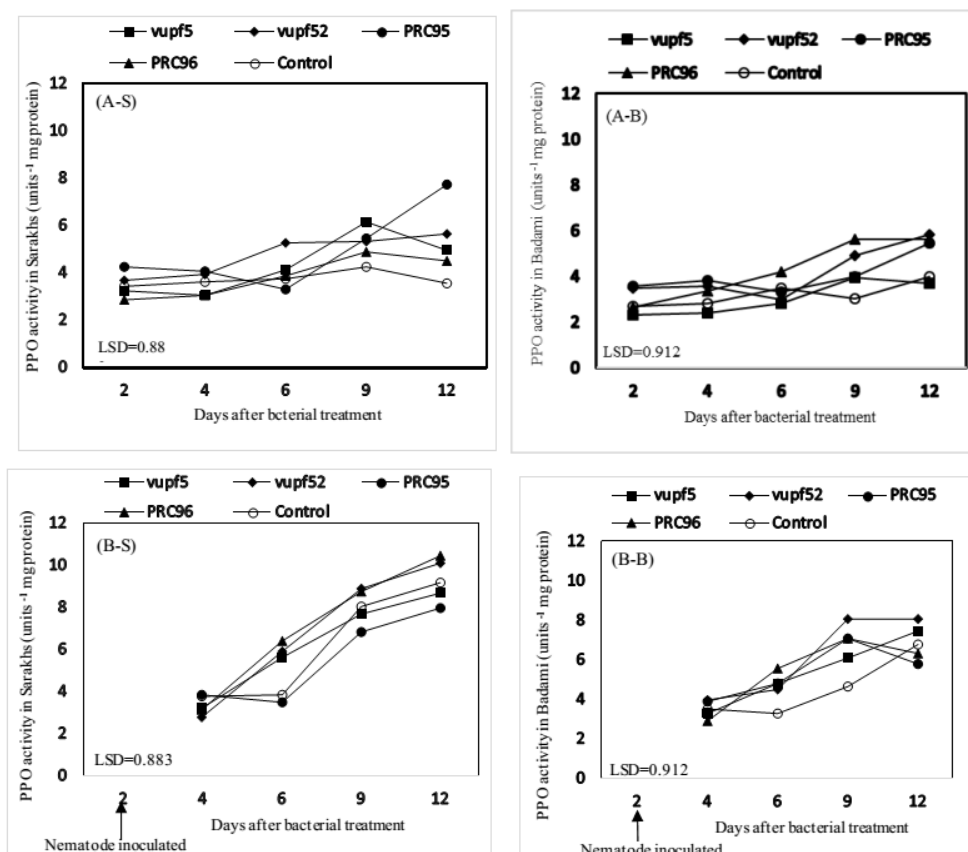 vupf5 vupf52 PRC95
PRC96 Control
PPO activity in Sarakhs (units ⁻¹ mg protein )
12
10
8
6
4
2
0
(A-S)
LSD=0.88
2 4 6 9 12
Days after bcterial treatment
vupf5 vupf52 PRC95
PRC96 Control
PPO activity in Badami (units ⁻¹ mg protein)
12
10
8
6
4
2
0
(A-B)
LSD=0.912
2 4 6 9 12
Days after bacterial treatment
vupf5 vupf52 PRC95
PRC96 Control
PPO activity in Sarakhs (units ⁻¹ mg protein)
12
10
8
6
4
2
0
(B-S)
LSD=0.883
2 4 6 9 12
Days after bacterial treatment
Nematode inoculated
vupf5 vupf52 PRC95
PRC96 Control
PPO activity in Badami (units ⁻¹ mg protein)
12
10
8
6
4
2
0
(B-B)
LSD=0.912
2 4 6 9 12
Days after bacterial treatment
Nematode inoculated